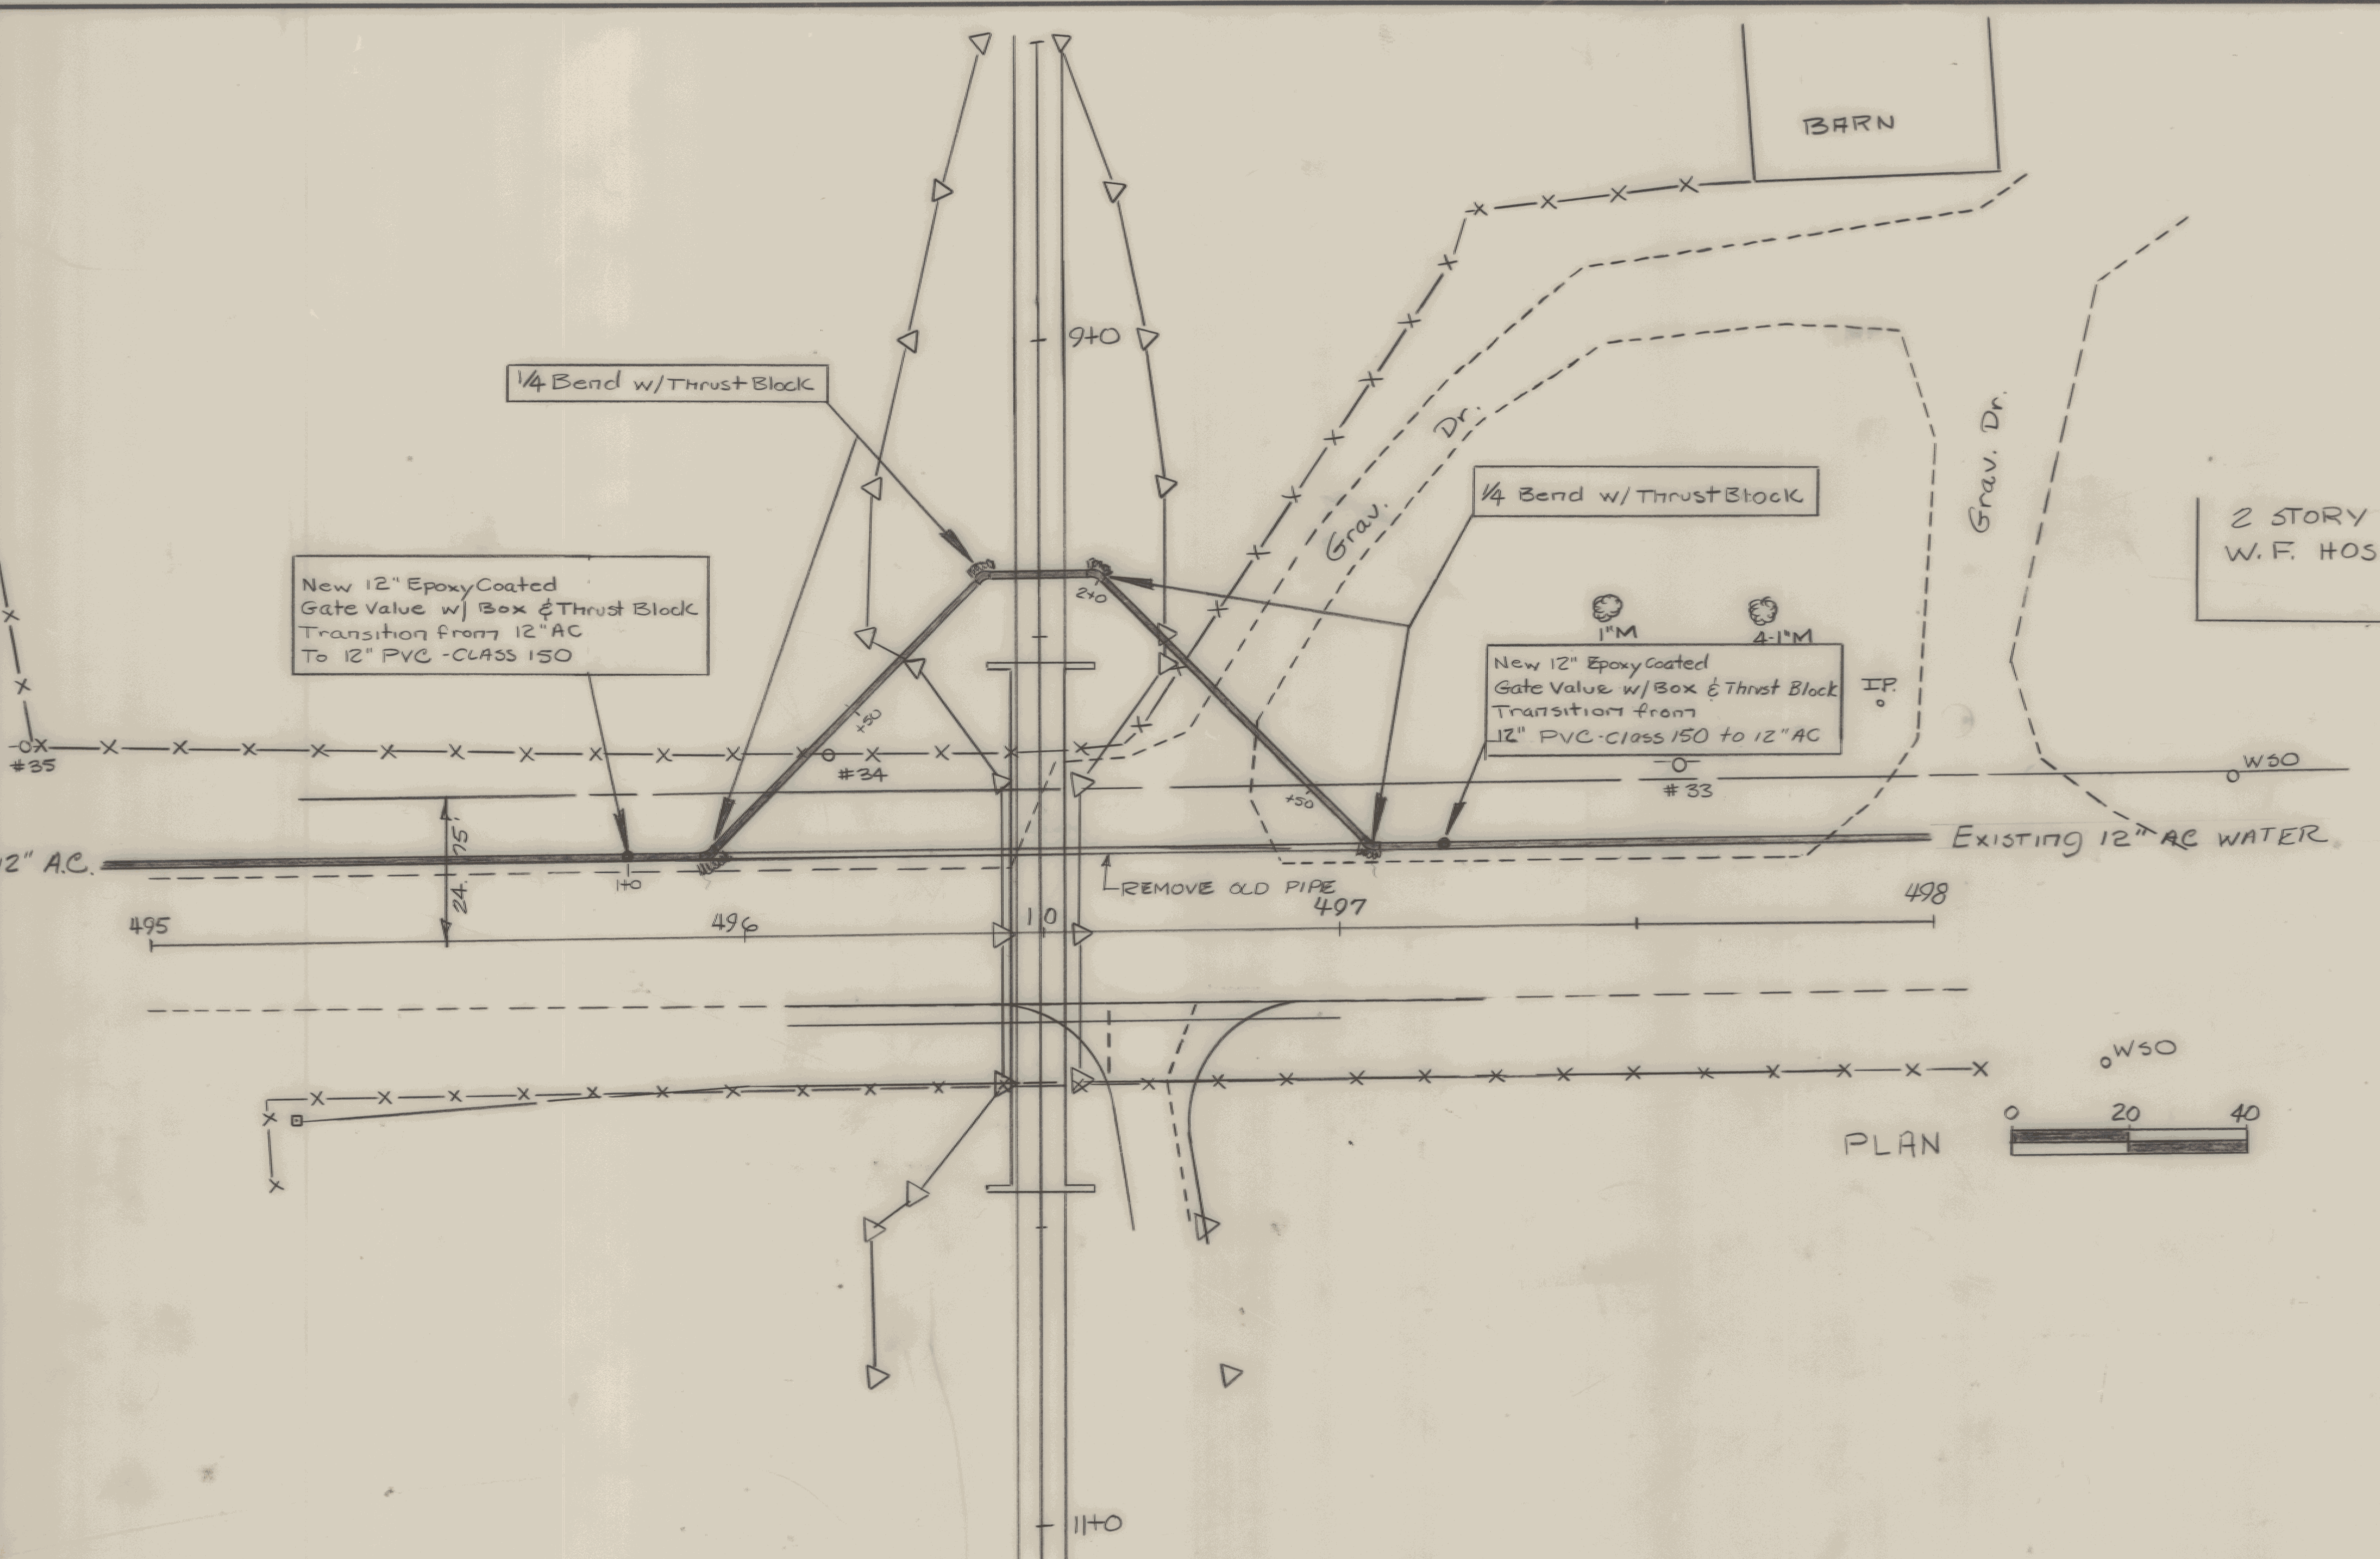 BARN
9+0
1/4 Bend w/Thrust Block
Grav. Dr.
Grav. Dr.
1/4 Bend w/Thrust Block
2 STORY
W.F. HOS
New 12" Epoxy Coated
Gate Value w/ Box & Thrust Block
Transition from 12" AC
To 12" PVC -CLASS 150
2+0
1"M
4-1"M
New 12" Epoxy Coated
Gate Value w/Box & Thrust Block
Transition from
12" PVC-Class 150 to 12" AC
I.P.
+50
#35
#34
+50
#33
WSO
24.75'
12" A.C.
1+0
REMOVE OLD PIPE
EXISTING 12" AC WATER
495
496
10
497
498
WSO
PLAN
0 20 40
11+0